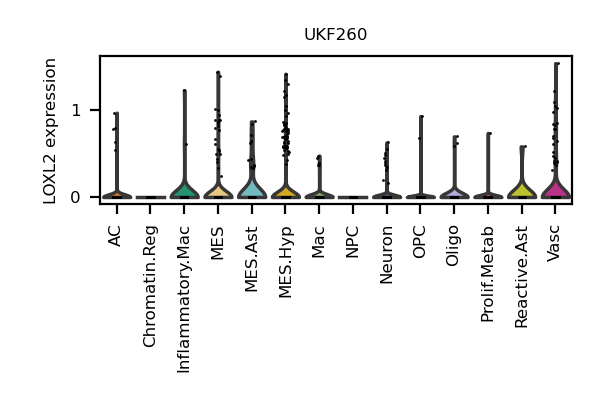 UKF260
LOXL2 expression
1
0
AC
Chromatin.Reg
Inflammatory.Mac
MES
MES.Ast
MES.Hyp
Mac
NPC
Neuron
OPC
Oligo
Prolif.Metab
Reactive.Ast
Vasc